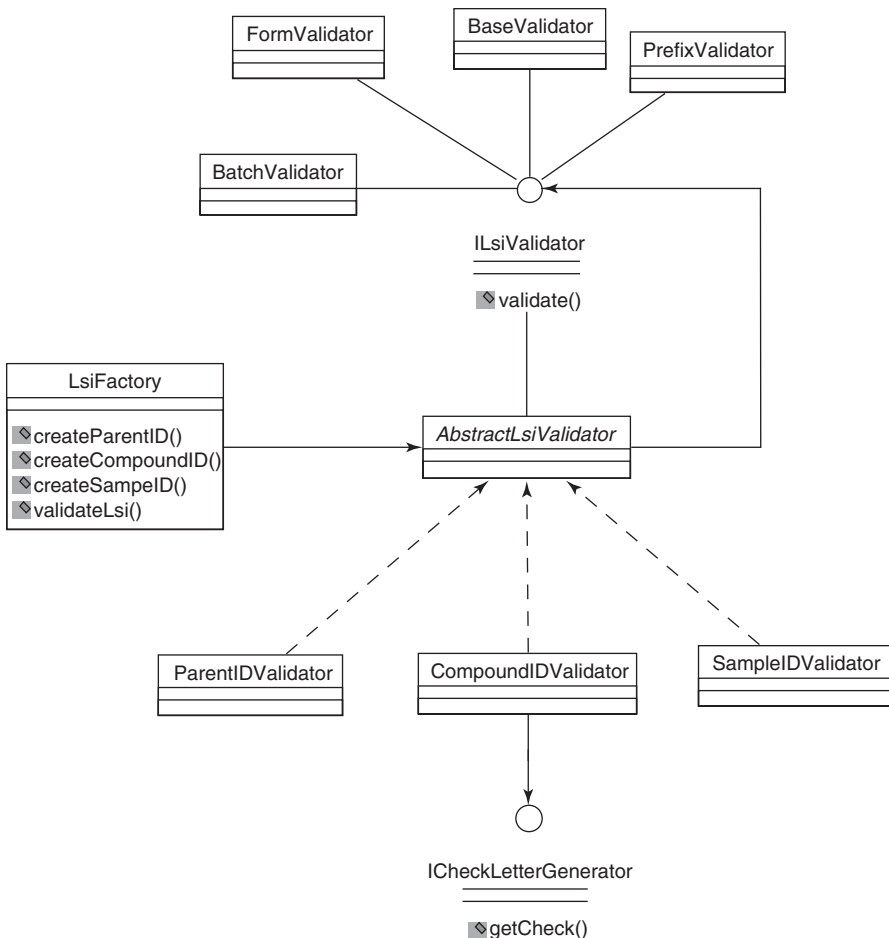 FormValidator
BaseValidator
PrefixValidator
BatchValidator
ILsiValidator
validate()
LsiFactory
createParentID()
createCompoundID()
createSampeID()
validateLsi()
AbstractLsiValidator
ParentIDValidator
CompoundIDValidator
SampleIDValidator
ICheckLetterGenerator
getCheck()